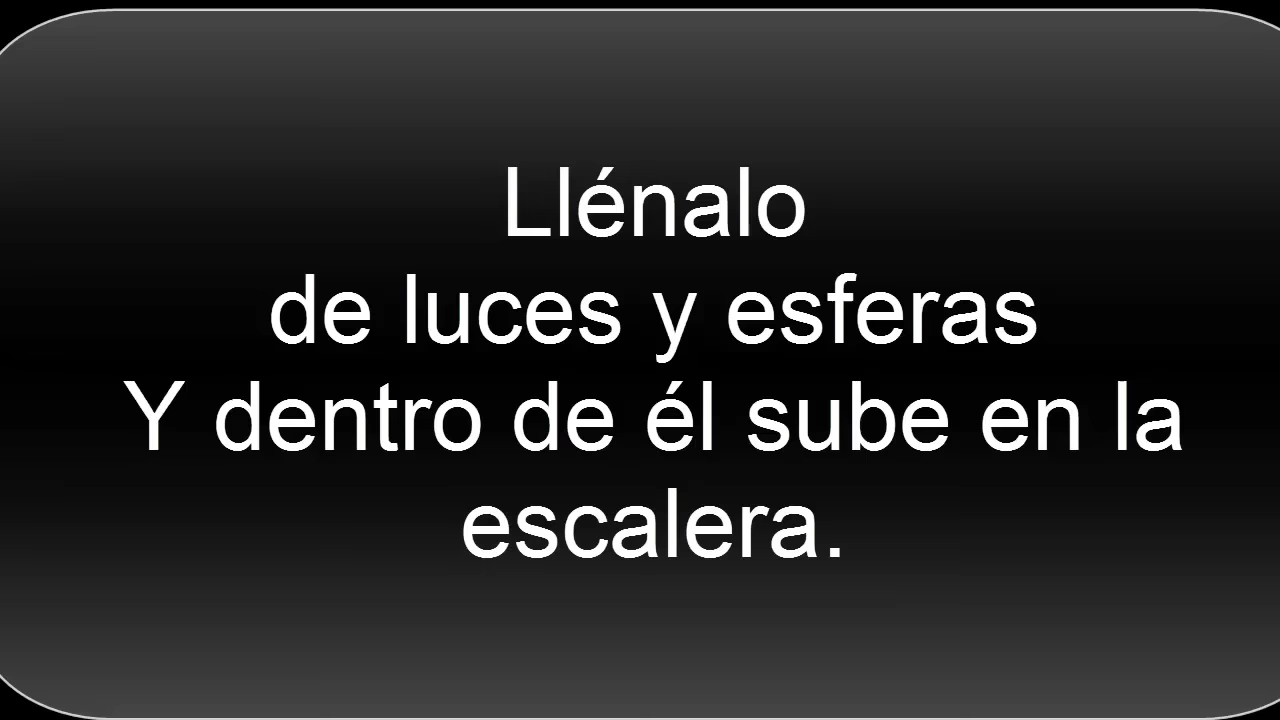 Llénalo
de luces y esferas
Y dentro de él sube en la
escalera.